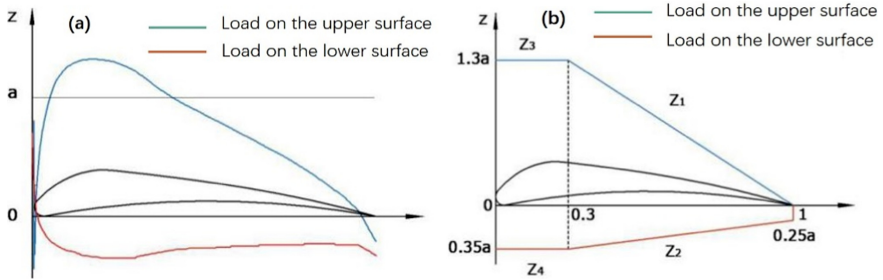 z
(a)
Load on the upper surface
Load on the lower surface
a
0
z
(b)
Load on the upper surface
Load on the lower surface
Z3
1.3a
Z1
0
0.3
1
0.25a
0.35a
Z2
Z4